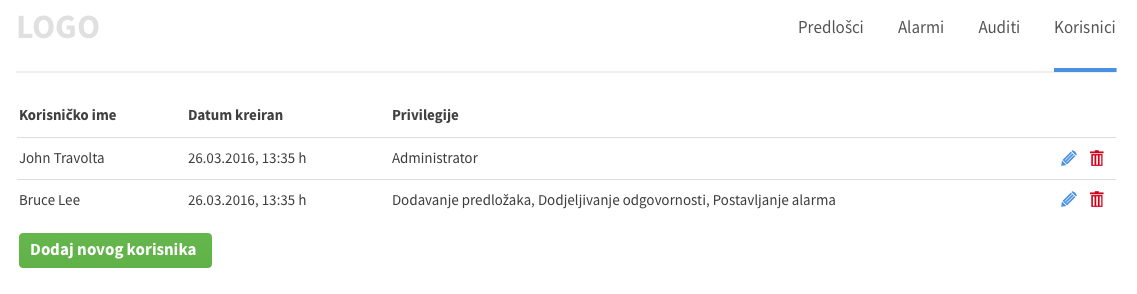 LOGO
Predlošci Alarmi Auditi Korisnici
Korisničko ime Datum kreiran Privilegije
John Travolta 26.03.2016, 13:35 h Administrator
Bruce Lee 26.03.2016, 13:35 h Dodavanje predložaka, Dodjeljivanje odgovornosti, Postavljanje alarma
Dodaj novog korisnika